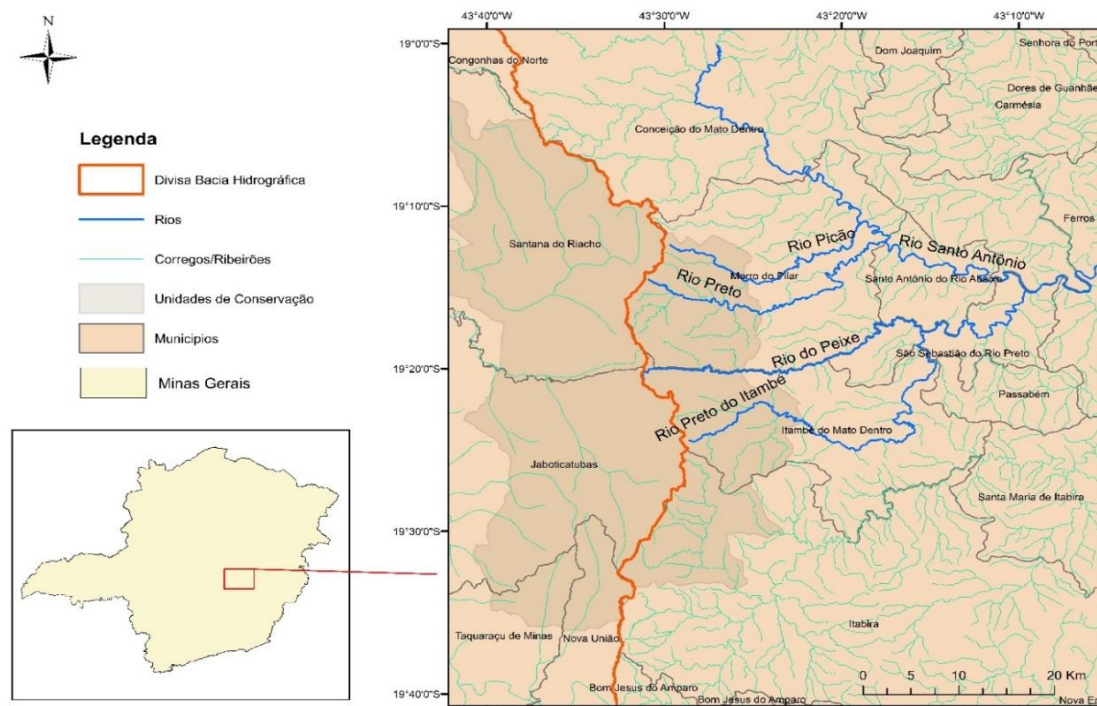 N
Legenda
Divisa Bacia Hidrográfica
Rios
Corregos/Ribeirões
Unidades de Conservação
Municipios
Minas Gerais
43°40'0"W
43°30'0"W
43°20'0"W
43°10'0"W
19°0'0"S
19°10'0"S
19°20'0"S
19°30'0"S
19°40'0"S
Congonhas do Norte
Dom Joaquim
Senhora do Port
Dores de Guanhãe
Carmésia
Conceição do Mato Dentro
Ferros
Santana do Riacho
Rio Picão
Rio Santo Antônio
Morro do Pilar
Rio Preto
Santo Antônio do Rio Abaixo
Rio do Peixe
São Sebastião do Rio Preto
Passabém
Rio Preto do Itambé
Itambé do Mato Dentro
Jaboticatubas
Santa Maria de Itabira
Itabira
Taquaraçu de Minas
Nova União
Bom Jesus do Amparo
Bom Jesus do Amparo
0 5 10 20 Km